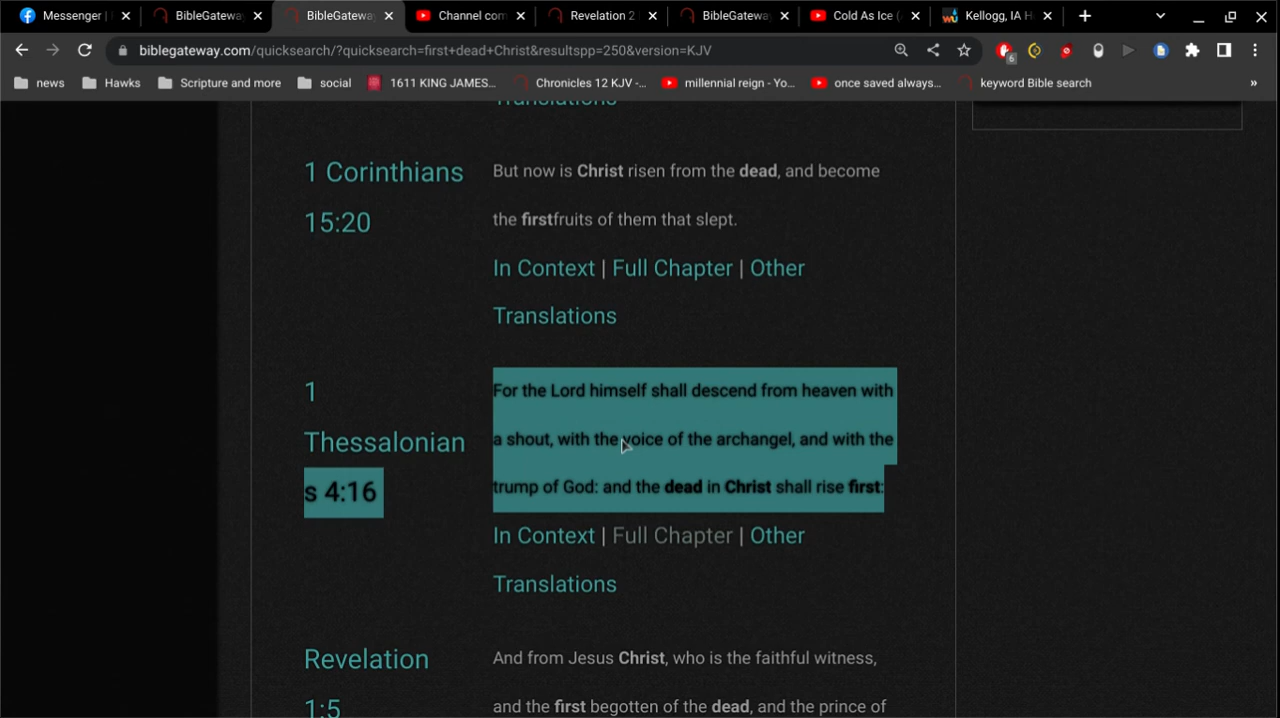 Messenger |
BibleGateway
BibleGateway
Channel com
Revelation 2
BibleGateway
Cold As Ice (
Kellogg, IA H
biblegateway.com/quicksearch/?quicksearch=first+dead+Christ&resultspp=250&version=KJV
6
news
Hawks
Scripture and more
social
1611 KING JAMES...
Chronicles 12 KJV -...
millennial reign - Yo...
once saved always...
keyword Bible search
»
Translations
1 Corinthians
15:20
But now is Christ risen from the dead, and become
the firstfruits of them that slept.
In Context | Full Chapter | Other
Translations
1
Thessalonian
s 4:16
For the Lord himself shall descend from heaven with
a shout, with the voice of the archangel, and with the
trump of God: and the dead in Christ shall rise first:
In Context | Full Chapter | Other
Translations
Revelation
1:5
And from Jesus Christ, who is the faithful witness,
and the first begotten of the dead, and the prince of